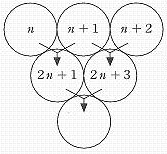 n n + 1 n + 2
2n + 1 2n + 3